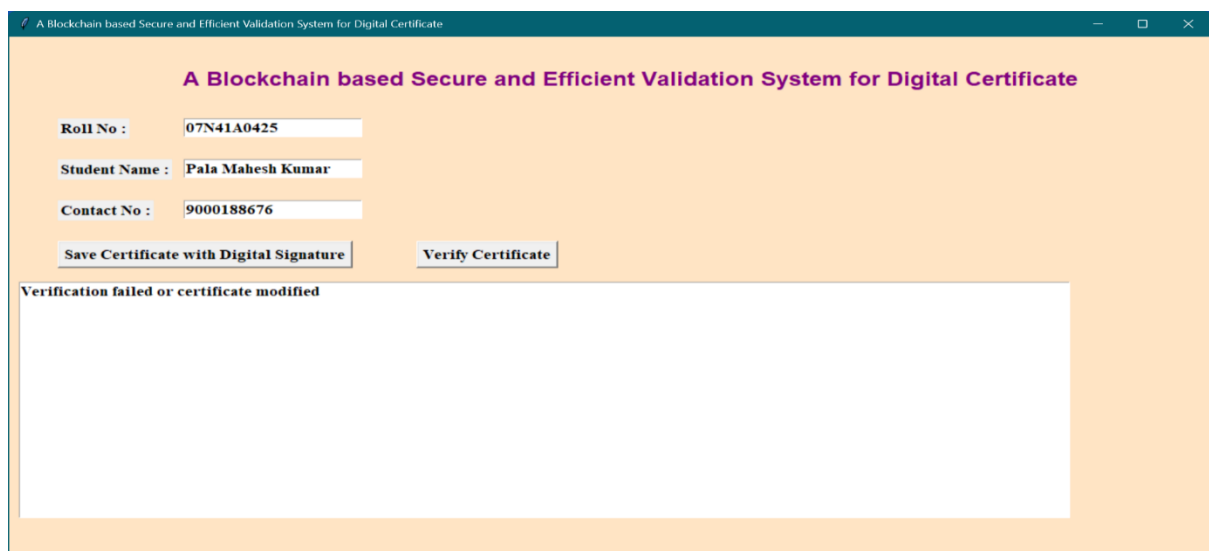 A Blockchain based Secure and Efficient Validation System for Digital Certificate
A Blockchain based Secure and Efficient Validation System for Digital Certificate
Roll No : 07N41A0425
Student Name : Pala Mahesh Kumar
Contact No : 9000188676
Save Certificate with Digital Signature Verify Certificate
Verification failed or certificate modified